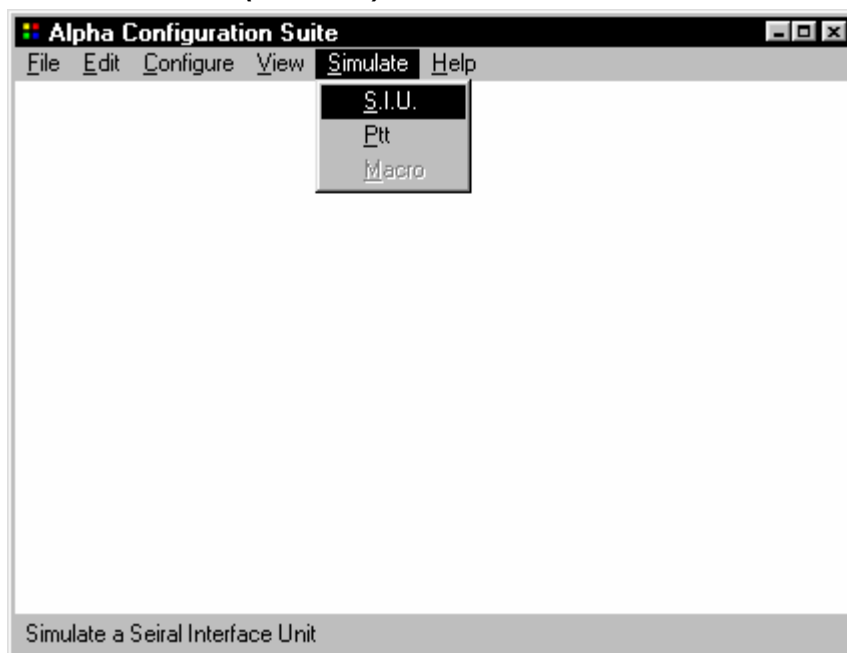 Alpha Configuration Suite
File Edit Configure View Simulate Help
S.I.U.
Ptt
Macro
Simulate a Seiral Interface Unit